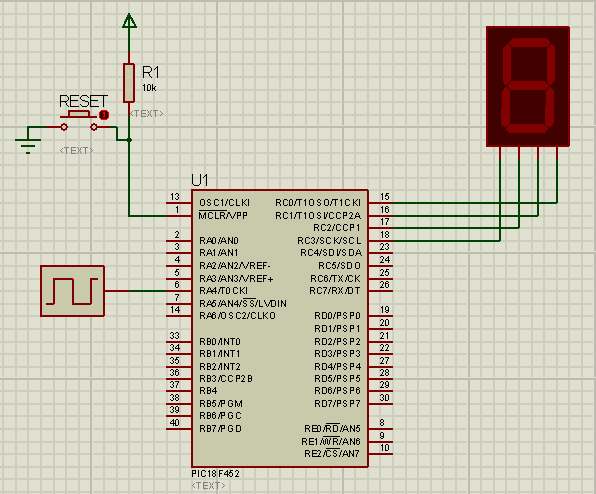 R1
10k
<TEXT>
RESET
<TEXT>
U1
13 OSC1/CLKI RC0/T1OSO/T1CKI 15
1 MCLR/VPP RC1/T1OSI/CCP2A 16
RC2/CCP1 17
2 RA0/AN0 RC3/SCK/SCL 18
3 RA1/AN1 RC4/SDI/SDA 23
4 RA2/AN2/VREF- RC5/SDO 24
5 RA3/AN3/VREF+ RC6/TX/CK 25
6 RA4/T0CKI RC7/RX/DT 26
7 RA5/AN4/SS/LVDIN
14 RA6/OSC2/CLKO RD0/PSP0 19
RD1/PSP1 20
33 RB0/INT0 RD2/PSP2 21
34 RB1/INT1 RD3/PSP3 22
35 RB2/INT2 RD4/PSP4 27
36 RB3/CCP2B RD5/PSP5 28
37 RB4 RD6/PSP6 29
38 RB5/PGM RD7/PSP7 30
39 RB6/PGC
40 RB7/PGD RE0/RD/AN5 8
RE1/WR/AN6 9
RE2/CS/AN7 10
PIC18F452
<TEXT>